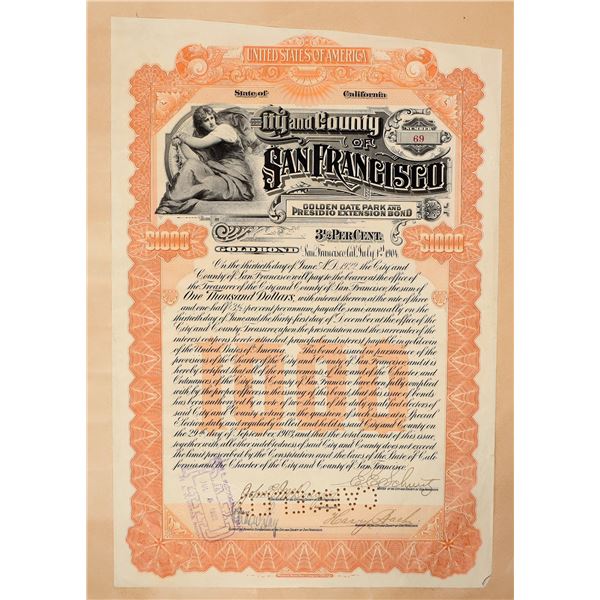 UNITED STATES OF AMERICA
State of California
City and County
OF
NUMBER
69
SAN FRANCISCO
GOLDEN GATE PARK AND
PRESIDIO EXTENSION BOND
3½ PER CENT.
GOLD BOND
San Francisco, Cal. July 1st 1904
$1000 $1000
On the thirtieth day of June A.D. the City and
County of San Francisco will pay to the bearer at the office of
the Treasurer of the City and County of San Francisco, the sum of
One Thousand Dollars, with interest thereon at the rate of three
and one-half (3½) per cent per annum, payable semi annually on the
thirtieth day of June and the thirty first day of December at the office of the
City and County Treasurer upon the presentation and the surrender of the
interest coupons hereto attached, principal and interest payable in gold coin
of the United States of America. This bond is issued in pursuance of the
provisions of the Charter of the City and County of San Francisco and it is
hereby certified that all of the requirements of law, and of the Charter and
Ordinances of the City and County of San Francisco have been fully complied
with by the proper officers in the issuing of this bond, that this issue of bonds has
been authorized by a vote of two thirds of the duly qualified electors of
said City and County voting on the question of such issue at a Special
Election duly and regularly called and held in said City and County on
the 29th day of September 1903, and that the total amount of this issue
together with all other indebtedness of said City and County does not exceed
the limit prescribed by the Constitution and the laws of the State of Cali-
fornia and the Charter of the City and County of San Francisco.